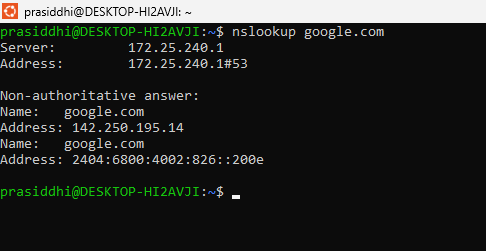 prasiddhi@DESKTOP-HI2AVJI: ~
prasiddhi@DESKTOP-HI2AVJI:~$ nslookup google.com
Server:         172.25.240.1
Address:        172.25.240.1#53

Non-authoritative answer:
Name:   google.com
Address: 142.250.195.14
Name:   google.com
Address: 2404:6800:4002:826::200e

prasiddhi@DESKTOP-HI2AVJI:~$